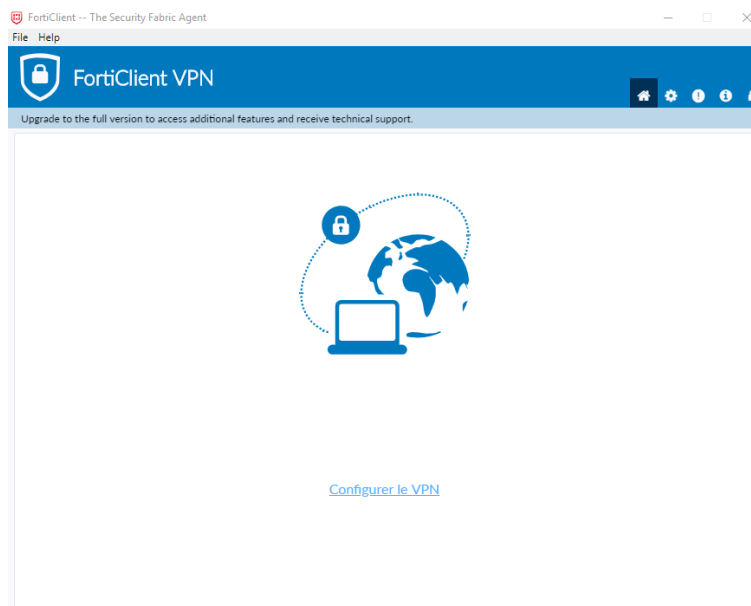 FortiClient -- The Security Fabric Agent
File Help
FortiClient VPN
Upgrade to the full version to access additional features and receive technical support.
Configurer le VPN